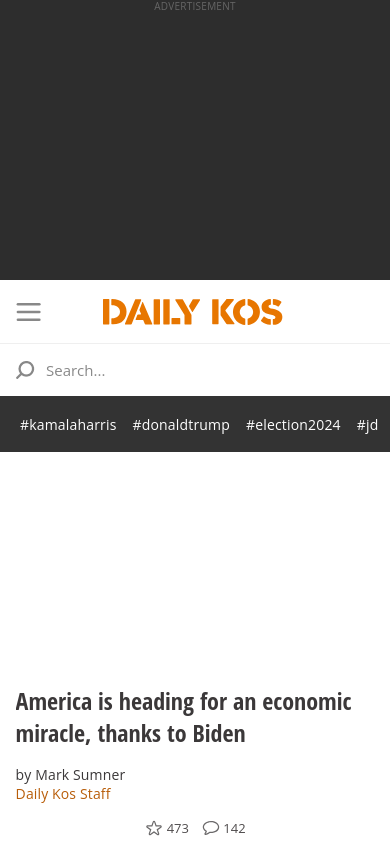 ADVERTISEMENT
DAILY KOS
Search...
#kamalaharris #donaldtrump #election2024 #jd
America is heading for an economic
miracle, thanks to Biden
by Mark Sumner
Daily Kos Staff
473 142